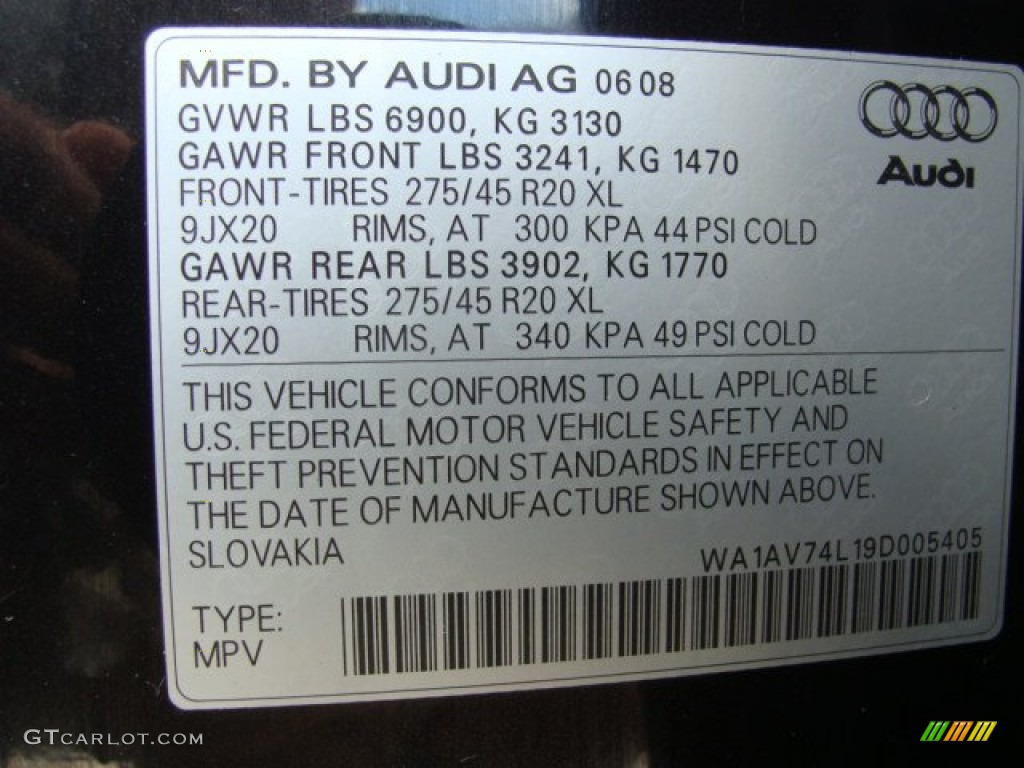 MFD. BY AUDI AG 06 08
GVWR LBS 6900, KG 3130
GAWR FRONT LBS 3241, KG 1470
FRONT-TIRES 275/45 R20 XL
9JX20 RIMS, AT 300 KPA 44 PSI COLD
GAWR REAR LBS 3902, KG 1770
REAR-TIRES 275/45 R20 XL
9JX20 RIMS, AT 340 KPA 49 PSI COLD
Audi
THIS VEHICLE CONFORMS TO ALL APPLICABLE
U.S. FEDERAL MOTOR VEHICLE SAFETY AND
THEFT PREVENTION STANDARDS IN EFFECT ON
THE DATE OF MANUFACTURE SHOWN ABOVE.
SLOVAKIA
WA1AV74L19D005405
TYPE:
MPV
GTCARLOT.COM